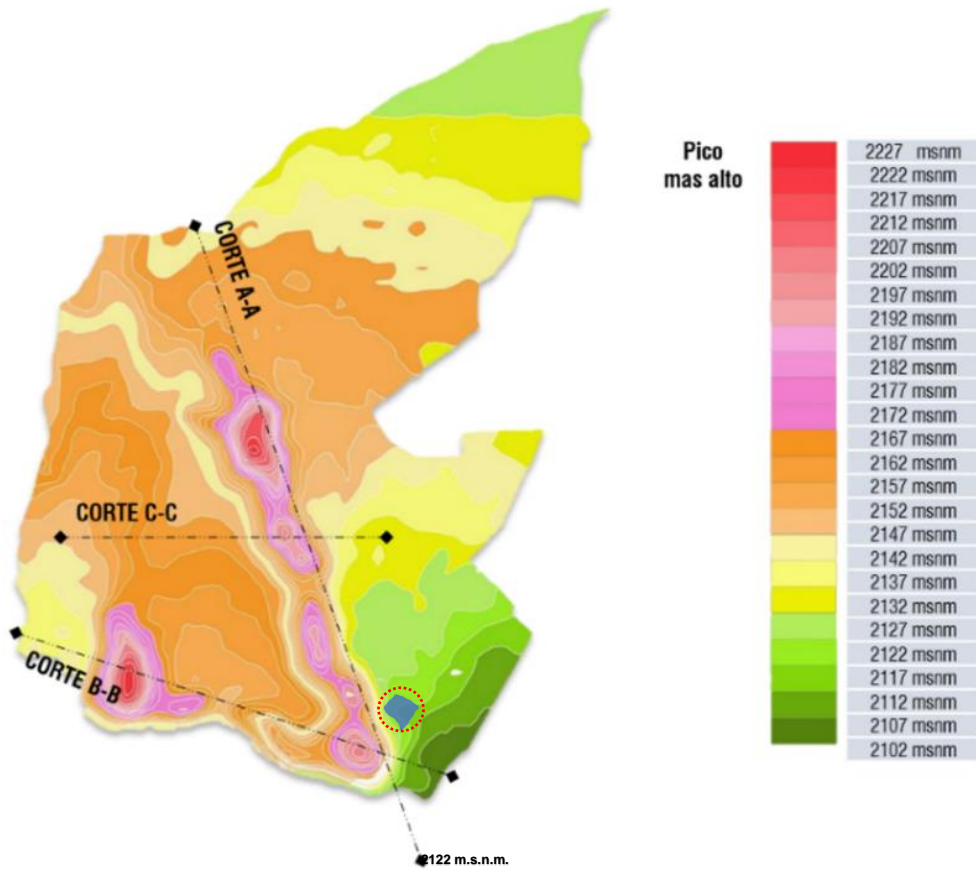 Pico
mas alto
2227 msnm
2222 msnm
2217 msnm
2212 msnm
2207 msnm
2202 msnm
2197 msnm
2192 msnm
2187 msnm
2182 msnm
2177 msnm
2172 msnm
2167 msnm
2162 msnm
2157 msnm
2152 msnm
2147 msnm
2142 msnm
2137 msnm
2132 msnm
2127 msnm
2122 msnm
2117 msnm
2112 msnm
2107 msnm
2102 msnm
CORTE A-A
CORTE C-C
CORTE B-B
2122 m.s.n.m.